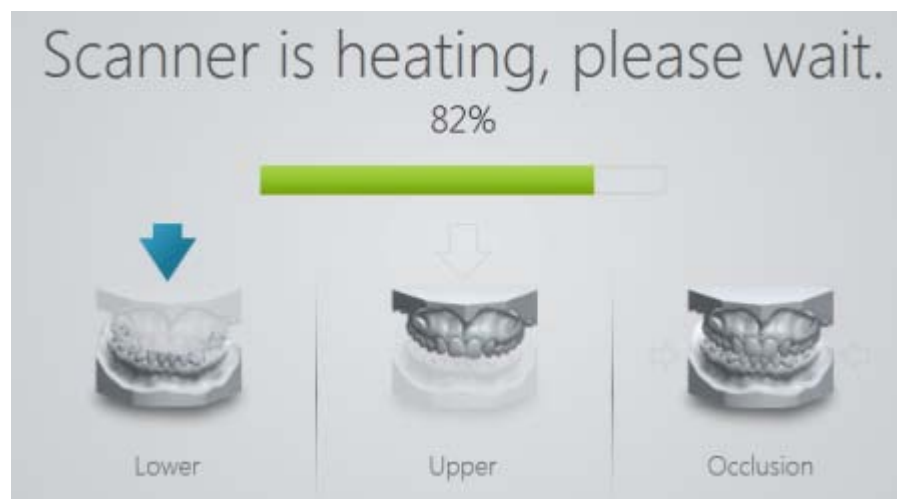 Scanner is heating, please wait.
82%
Lower
Upper
Occlusion